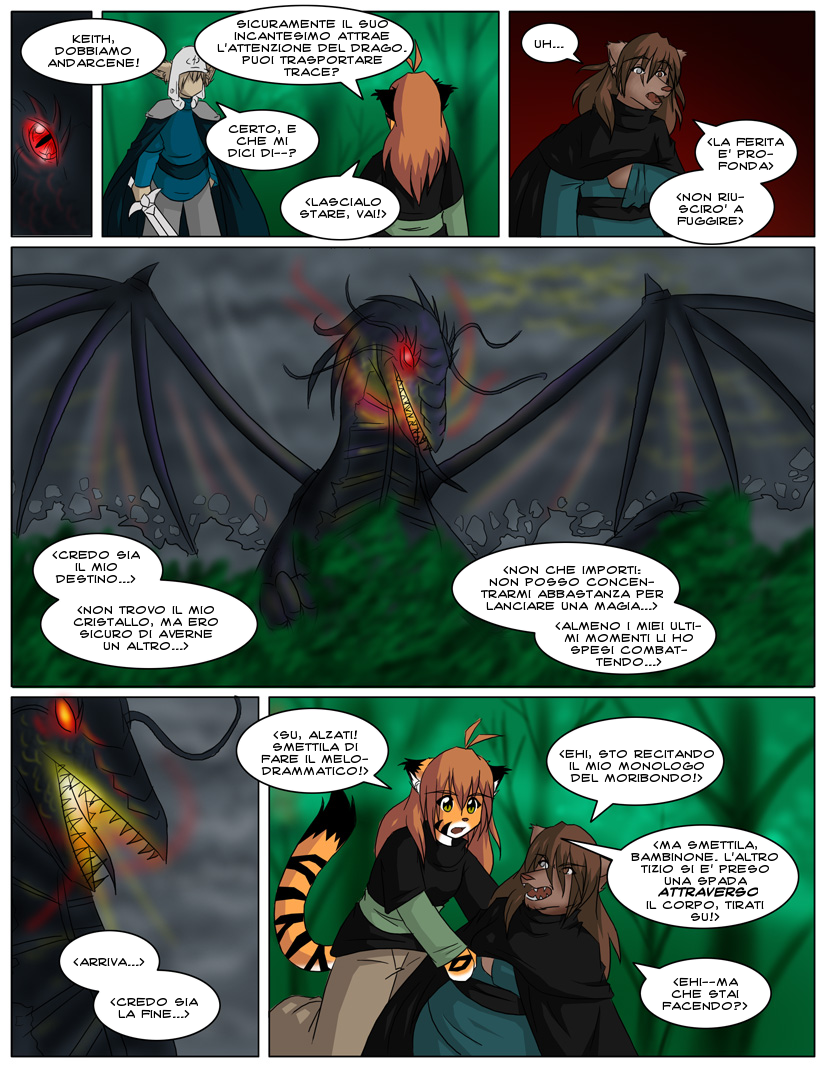 KEITH,
DOBBIAMO
ANDARCENE!
SICURAMENTE IL SUO
INCANTESIMO ATTRAE
L'ATTENZIONE DEL DRAGO.
PUOI TRASPORTARE
TRACE?
CERTO, E
CHE MI
DICI DI--?
<LASCIALO
STARE, VAI!>
UH...
<LA FERITA
E' PRO-
FONDA>
<NON RIU-
SCIRO' A
FUGGIRE>
<CREDO SIA
IL MIO
DESTINO...>
<NON TROVO IL MIO
CRISTALLO, MA ERO
SICURO DI AVERNE
UN ALTRO...>
<NON CHE IMPORTI:
NON POSSO CONCEN-
TRARMI ABBASTANZA PER
LANCIARE UNA MAGIA...>
<ALMENO I MIEI ULTI-
MI MOMENTI LI HO
SPESI COMBAT-
TENDO...>
<ARRIVA...>
<CREDO SIA
LA FINE...>
<SU, ALZATI!
SMETTILA DI
FARE IL MELO-
DRAMMATICO!>
<EHI, STO RECITANDO
IL MIO MONOLOGO
DEL MORIBONDO!>
<MA SMETTILA,
BAMBINONE. L'ALTRO
TIZIO SI E' PRESO
UNA SPADA
ATTRAVERSO
IL CORPO, TIRATI
SU!>
<EHI--MA
CHE STAI
FACENDO?>